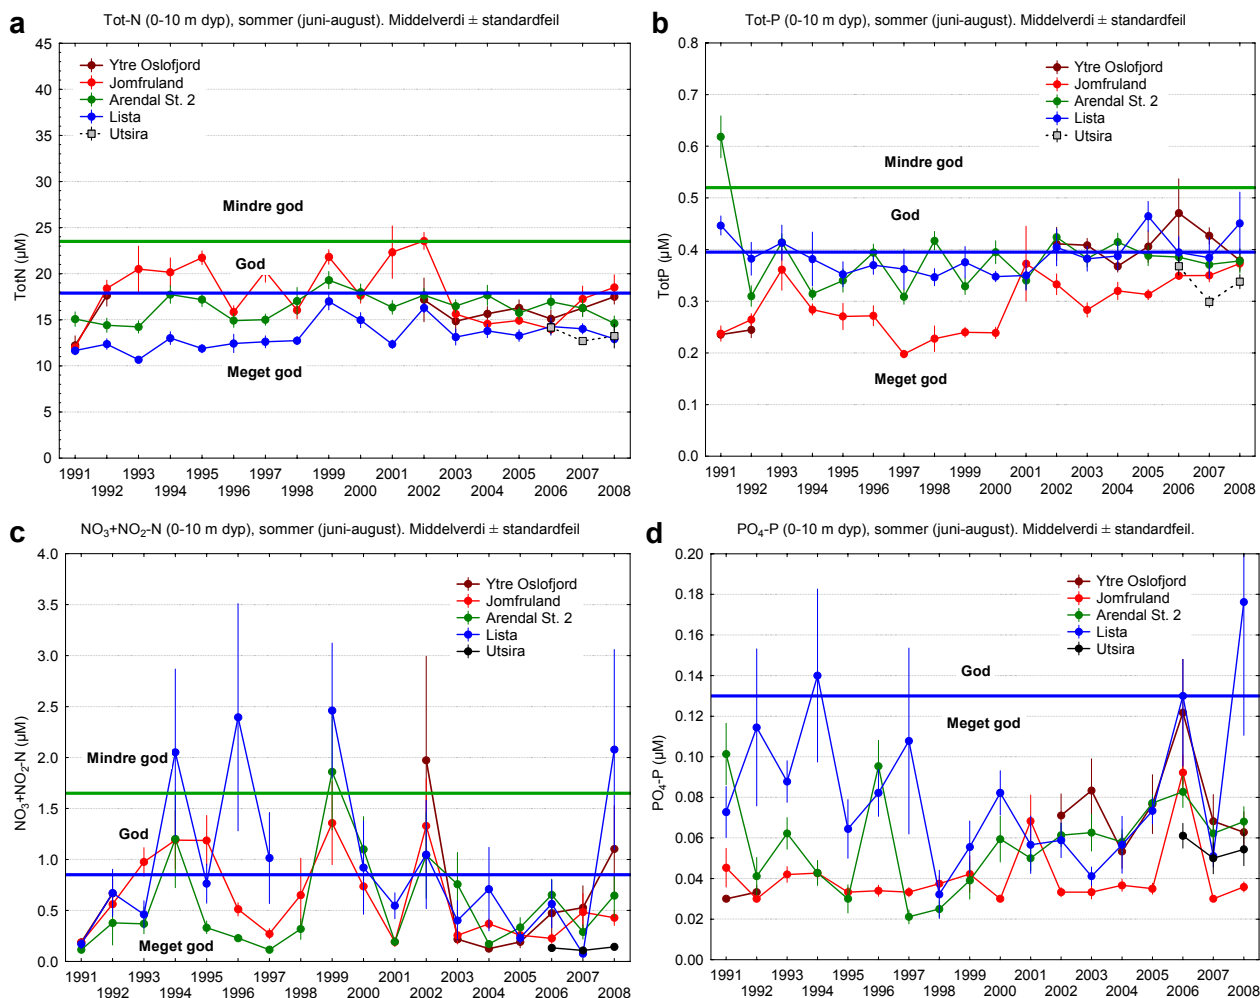 a
Tot-N (0-10 m dyp), sommer (juni-august). Middelverdi ± standardfeil
45
40
35
30
25
20
15
10
5
0
TotN (µM)
Ytre Oslofjord
Jomfruland
Arendal St. 2
Lista
Utsira
Mindre god
God
Meget god
1991 1993 1995 1997 1999 2001 2003 2005 2007
1992 1994 1996 1998 2000 2002 2004 2006 2008
b
Tot-P (0-10 m dyp), sommer (juni-august). Middelverdi ± standardfeil
0.8
0.7
0.6
0.5
0.4
0.3
0.2
0.1
0.0
TotP (µM)
Ytre Oslofjord
Jomfruland
Arendal St. 2
Lista
Utsira
Mindre god
God
Meget god
1991 1993 1995 1997 1999 2001 2003 2005 2007
1992 1994 1996 1998 2000 2002 2004 2006 2008
c
NO3+NO2-N (0-10 m dyp), sommer (juni-august). Middelverdi ± standardfeil
4.0
3.5
3.0
2.5
2.0
1.5
1.0
0.5
0.0
NO3+NO2-N (µM)
Ytre Oslofjord
Jomfruland
Arendal St. 2
Lista
Utsira
Mindre god
God
Meget god
1991 1993 1995 1997 1999 2001 2003 2005 2007
1992 1994 1996 1998 2000 2002 2004 2006 2008
d
PO4-P (0-10 m dyp), sommer (juni-august). Middelverdi ± standardfeil.
0.20
0.18
0.16
0.14
0.12
0.10
0.08
0.06
0.04
0.02
0.00
PO4-P (µM)
Ytre Oslofjord
Jomfruland
Arendal St. 2
Lista
Utsira
God
Meget god
1991 1993 1995 1997 1999 2001 2003 2005 2007
1992 1994 1996 1998 2000 2002 2004 2006 2008